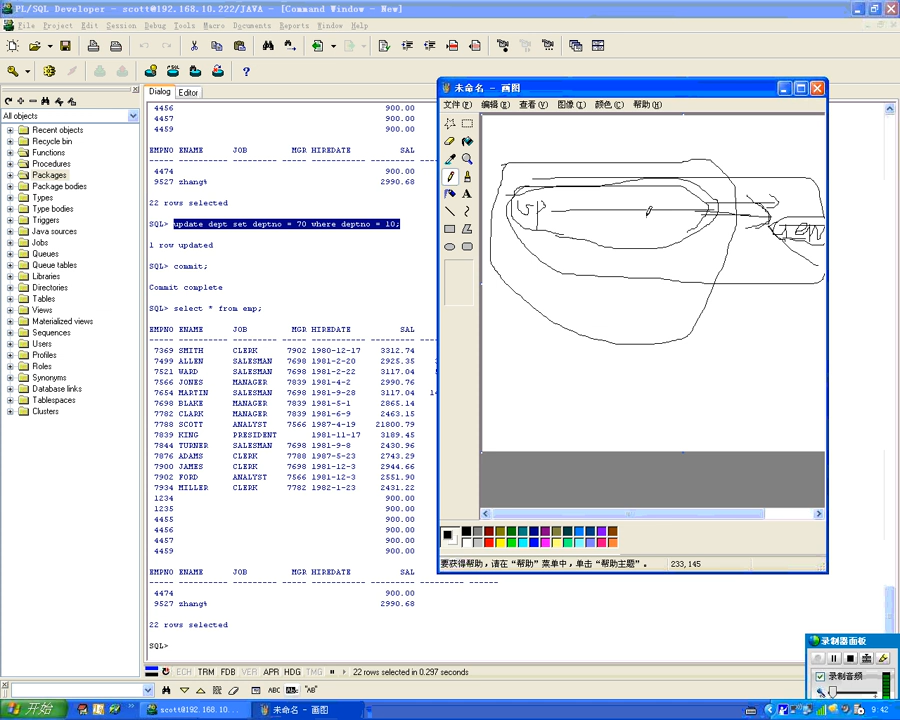 PL/SQL Developer - scott@192.168.10.222/JAVA - [Command Window - New]
File Project Edit Session Debug Tools Macro Documents Reports Window Help
Dialog Editor
All objects
Recent objects
Recycle bin
Functions
Procedures
Packages
Package bodies
Types
Type bodies
Triggers
Java sources
Jobs
Queues
Queue tables
Libraries
Directories
Tables
Views
Materialized views
Sequences
Users
Profiles
Roles
Synonyms
Database links
Tablespaces
Clusters
4456 900.00
4457 900.00
4459 900.00
EMPNO ENAME JOB MGR HIREDATE SAL
4474 900.00
9527 zhang% 2990.68
22 rows selected
SQL> update dept set deptno = 70 where deptno = 10;
1 row updated
SQL> commit;
Commit complete
SQL> select * from emp;
EMPNO ENAME JOB MGR HIREDATE SAL
7369 SMITH CLERK 7902 1980-12-17 3312.74
7499 ALLEN SALESMAN 7698 1981-2-20 2925.35
7521 WARD SALESMAN 7698 1981-2-22 3117.04
7566 JONES MANAGER 7839 1981-4-2 2990.76
7654 MARTIN SALESMAN 7698 1981-9-28 3117.04
7698 BLAKE MANAGER 7839 1981-5-1 2865.14
7782 CLARK MANAGER 7839 1981-6-9 2463.15
7788 SCOTT ANALYST 7566 1987-4-19 21800.79
7839 KING PRESIDENT 1981-11-17 3189.45
7844 TURNER SALESMAN 7698 1981-9-8 2430.96
7876 ADAMS CLERK 7788 1987-5-23 2743.29
7900 JAMES CLERK 7698 1981-12-3 2944.66
7902 FORD ANALYST 7566 1981-12-3 2551.90
7934 MILLER CLERK 7782 1982-1-23 2431.22
1234 900.00
1235 900.00
4455 900.00
4456 900.00
4457 900.00
4459 900.00
EMPNO ENAME JOB MGR HIREDATE SAL
4474 900.00
9527 zhang% 2990.68
22 rows selected
SQL>
ECH TRM FDB VER APR HDG TMG 22 rows selected in 0.297 seconds
ABC "AB"
未命名 - 画图
文件(F) 编辑(E) 查看(V) 图像(I) 颜色(C) 帮助(H)
A
要获得帮助，请在“帮助”菜单中，单击“帮助主题”。 233,145
录制器面板
录制音频
开始 scott@192.168.10.... 未命名 - 画图 9:42